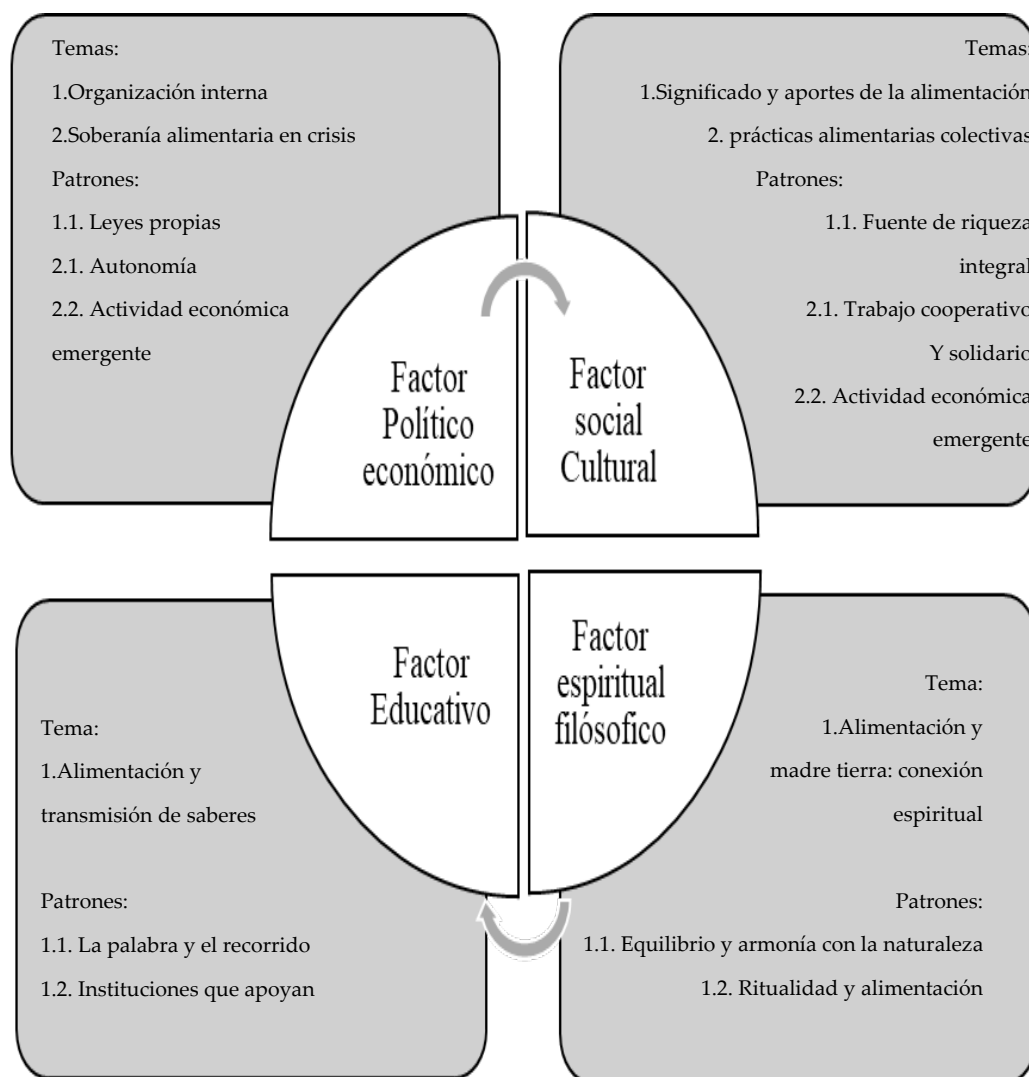 Temas:
1.Organización interna
2.Soberanía alimentaria en crisis
Patrones:
1.1. Leyes propias
2.1. Autonomía
2.2. Actividad económica
emergente
Temas:
1.Significado y aportes de la alimentación
2. prácticas alimentarias colectivas
Patrones:
1.1. Fuente de riqueza
integral
2.1. Trabajo cooperativo
Y solidario
2.2. Actividad económica
emergente
Factor
Político
económico
Factor
social
Cultural
Factor
Educativo
Factor
espiritual
filósofico
Tema:
1.Alimentación y
transmisión de saberes
Patrones:
1.1. La palabra y el recorrido
1.2. Instituciones que apoyan
Tema:
1.Alimentación y
madre tierra: conexión
espiritual
Patrones:
1.1. Equilibrio y armonía con la naturaleza
1.2. Ritualidad y alimentación